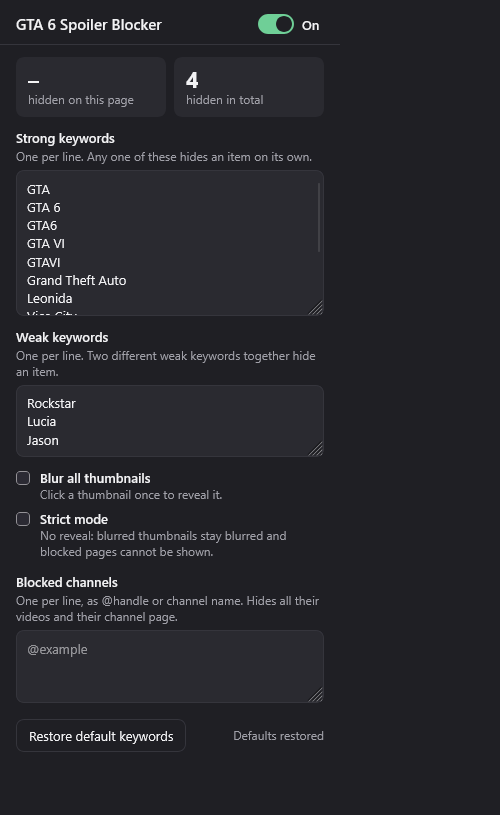 GTA 6 Spoiler Blocker
On
–
hidden on this page
4
hidden in total
Strong keywords
One per line. Any one of these hides an item on its own.
GTA
GTA 6
GTA6
GTA VI
GTAVI
Grand Theft Auto
Leonida
Vice City
Weak keywords
One per line. Two different weak keywords together hide
an item.
Rockstar
Lucia
Jason
Blur all thumbnails
Click a thumbnail once to reveal it.
Strict mode
No reveal: blurred thumbnails stay blurred and
blocked pages cannot be shown.
Blocked channels
One per line, as @handle or channel name. Hides all their
videos and their channel page.
@example
Restore default keywords
Defaults restored